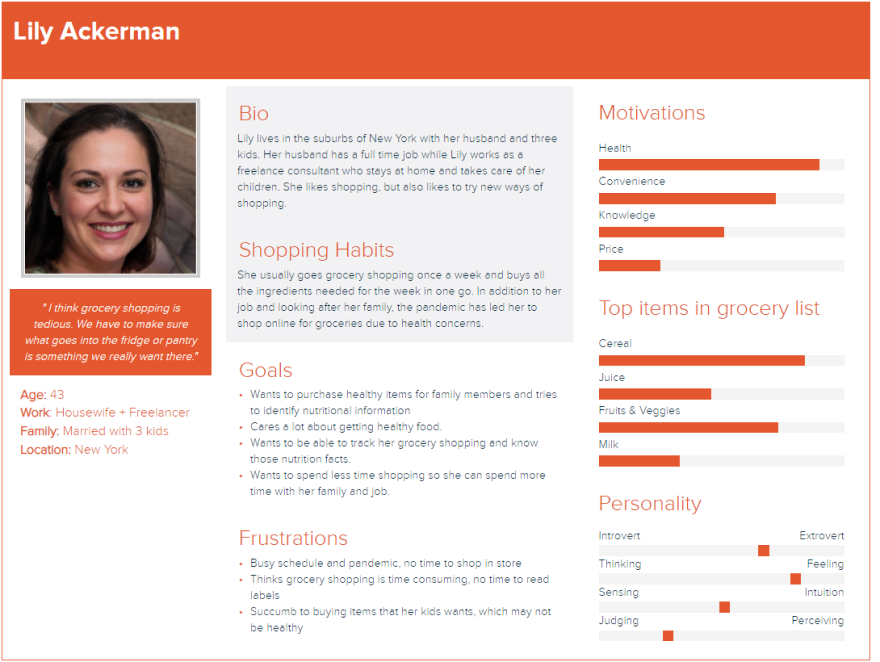 Lily Ackerman
" I think grocery shopping is
tedious. We have to make sure
what goes into the fridge or pantry
is something we really want there."
Age: 43
Work: Housewife + Freelancer
Family: Married with 3 kids
Location: New York
Bio
Lily lives in the suburbs of New York with her husband and three
kids. Her husband has a full time job while Lily works as a
freelance consultant who stays at home and takes care of her
children. She likes shopping, but also likes to try new ways of
shopping.
Shopping Habits
She usually goes grocery shopping once a week and buys all
the ingredients needed for the week in one go. In addition to her
job and looking after her family, the pandemic has led her to
shop online for groceries due to health concerns.
Goals
• Wants to purchase healthy items for family members and tries
to identify nutritional information
• Cares a lot about getting healthy food.
• Wants to be able to track her grocery shopping and know
those nutrition facts.
• Wants to spend less time shopping so she can spend more
time with her family and job.
Frustrations
• Busy schedule and pandemic, no time to shop in store
• Thinks grocery shopping is time consuming, no time to read
labels
• Succumb to buying items that her kids wants, which may not
be healthy
Motivations
Health
Convenience
Knowledge
Price
Top items in grocery list
Cereal
Juice
Fruits & Veggies
Milk
Personality
Introvert Extrovert
Thinking Feeling
Sensing Intuition
Judging Perceiving